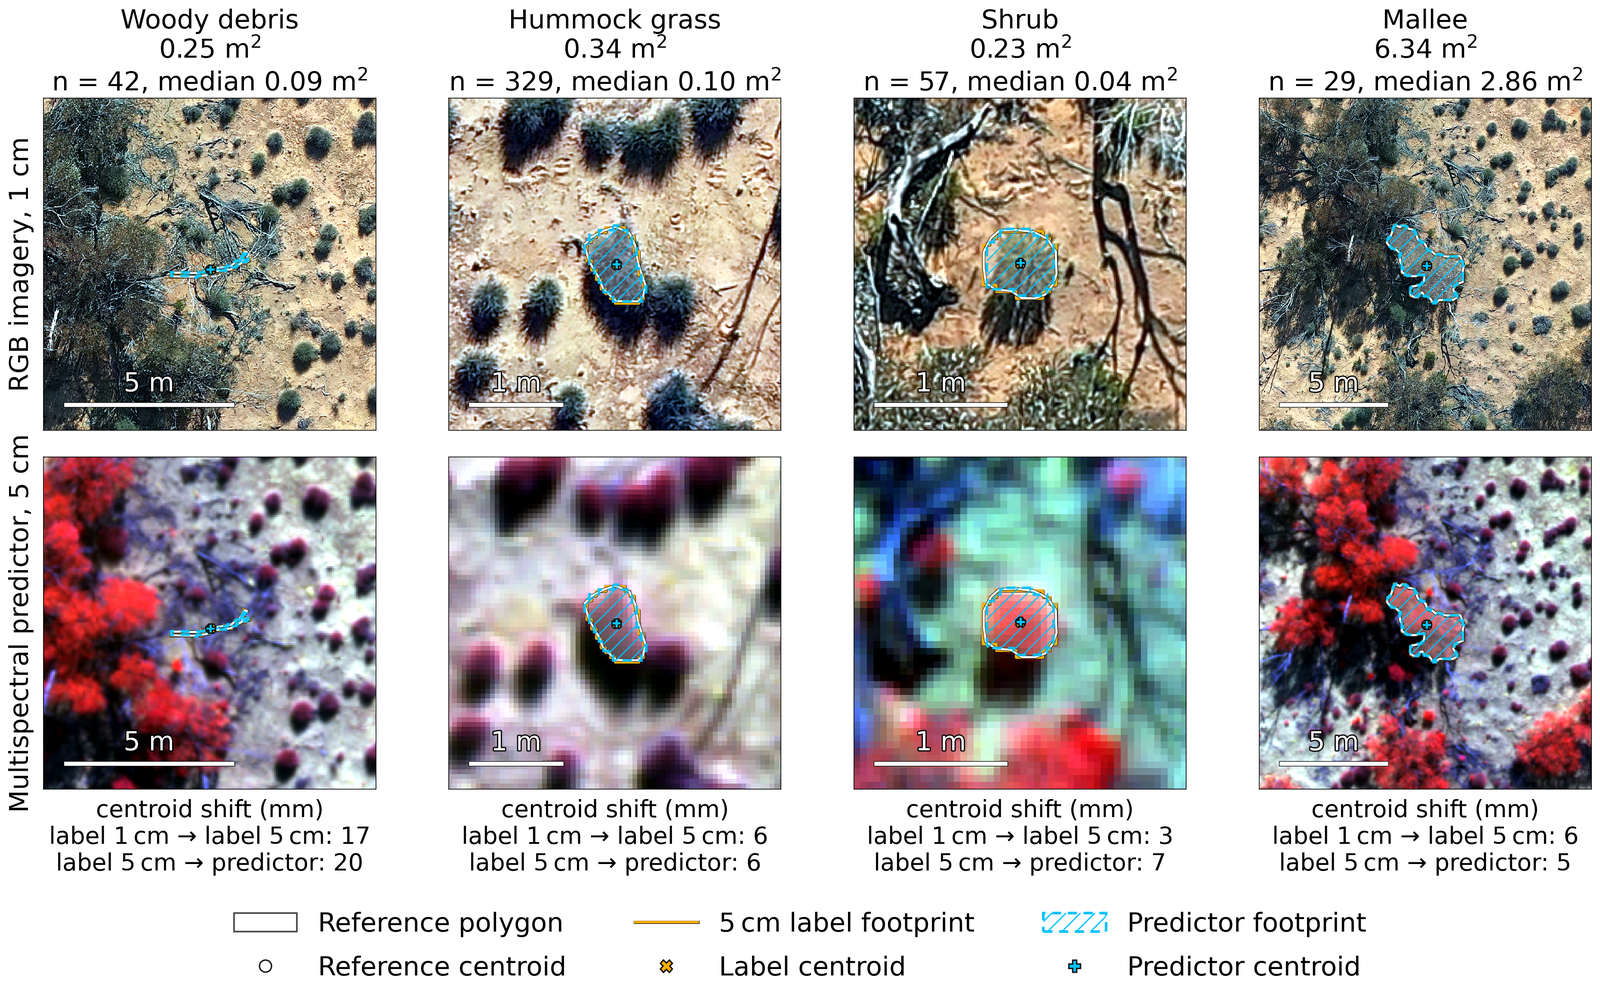 Woody debris
0.25 m²
n = 42, median 0.09 m²
Hummock grass
0.34 m²
n = 329, median 0.10 m²
Shrub
0.23 m²
n = 57, median 0.04 m²
Mallee
6.34 m²
n = 29, median 2.86 m²
RGB imagery, 1 cm
5 m
1 m
1 m
5 m
Multispectral predictor, 5 cm
5 m
1 m
1 m
5 m
centroid shift (mm)
label 1 cm → label 5 cm: 17
label 5 cm → predictor: 20
centroid shift (mm)
label 1 cm → label 5 cm: 6
label 5 cm → predictor: 6
centroid shift (mm)
label 1 cm → label 5 cm: 3
label 5 cm → predictor: 7
centroid shift (mm)
label 1 cm → label 5 cm: 6
label 5 cm → predictor: 5
Reference polygon
5 cm label footprint
Predictor footprint
Reference centroid
Label centroid
Predictor centroid